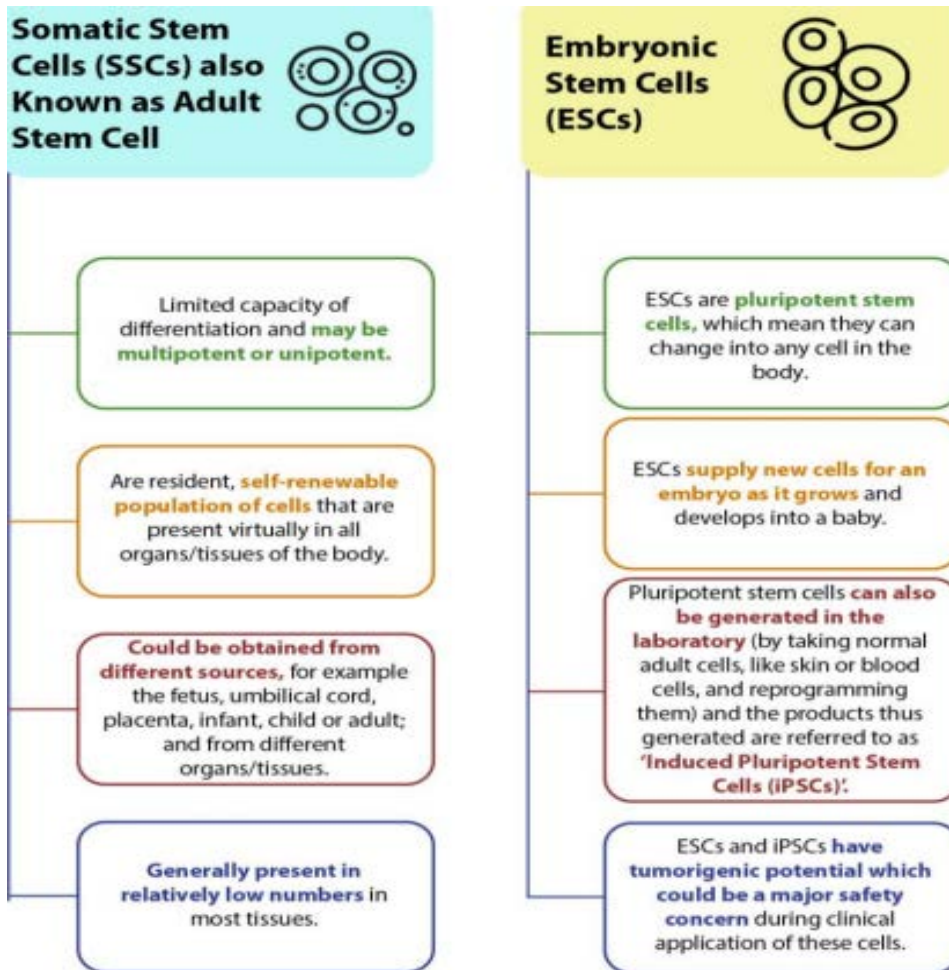 Somatic Stem
Cells (SSCs) also
Known as Adult
Stem Cell
Limited capacity of
differentiation and may be
multipotent or unipotent.
Are resident, self-renewable
population of cells that are
present virtually in all
organs/tissues of the body.
Could be obtained from
different sources, for example
the fetus, umbilical cord,
placenta, infant, child or adult;
and from different
organs/tissues.
Generally present in
relatively low numbers in
most tissues.
Embryonic
Stem Cells
(ESCs)
ESCs are pluripotent stem
cells, which mean they can
change into any cell in the
body.
ESCs supply new cells for an
embryo as it grows and
develops into a baby.
Pluripotent stem cells can also
be generated in the
laboratory (by taking normal
adult cells, like skin or blood
cells, and reprogramming
them) and the products thus
generated are referred to as
‘Induced Pluripotent Stem
Cells (iPSCs)’.
ESCs and iPSCs have
tumorigenic potential which
could be a major safety
concern during clinical
application of these cells.